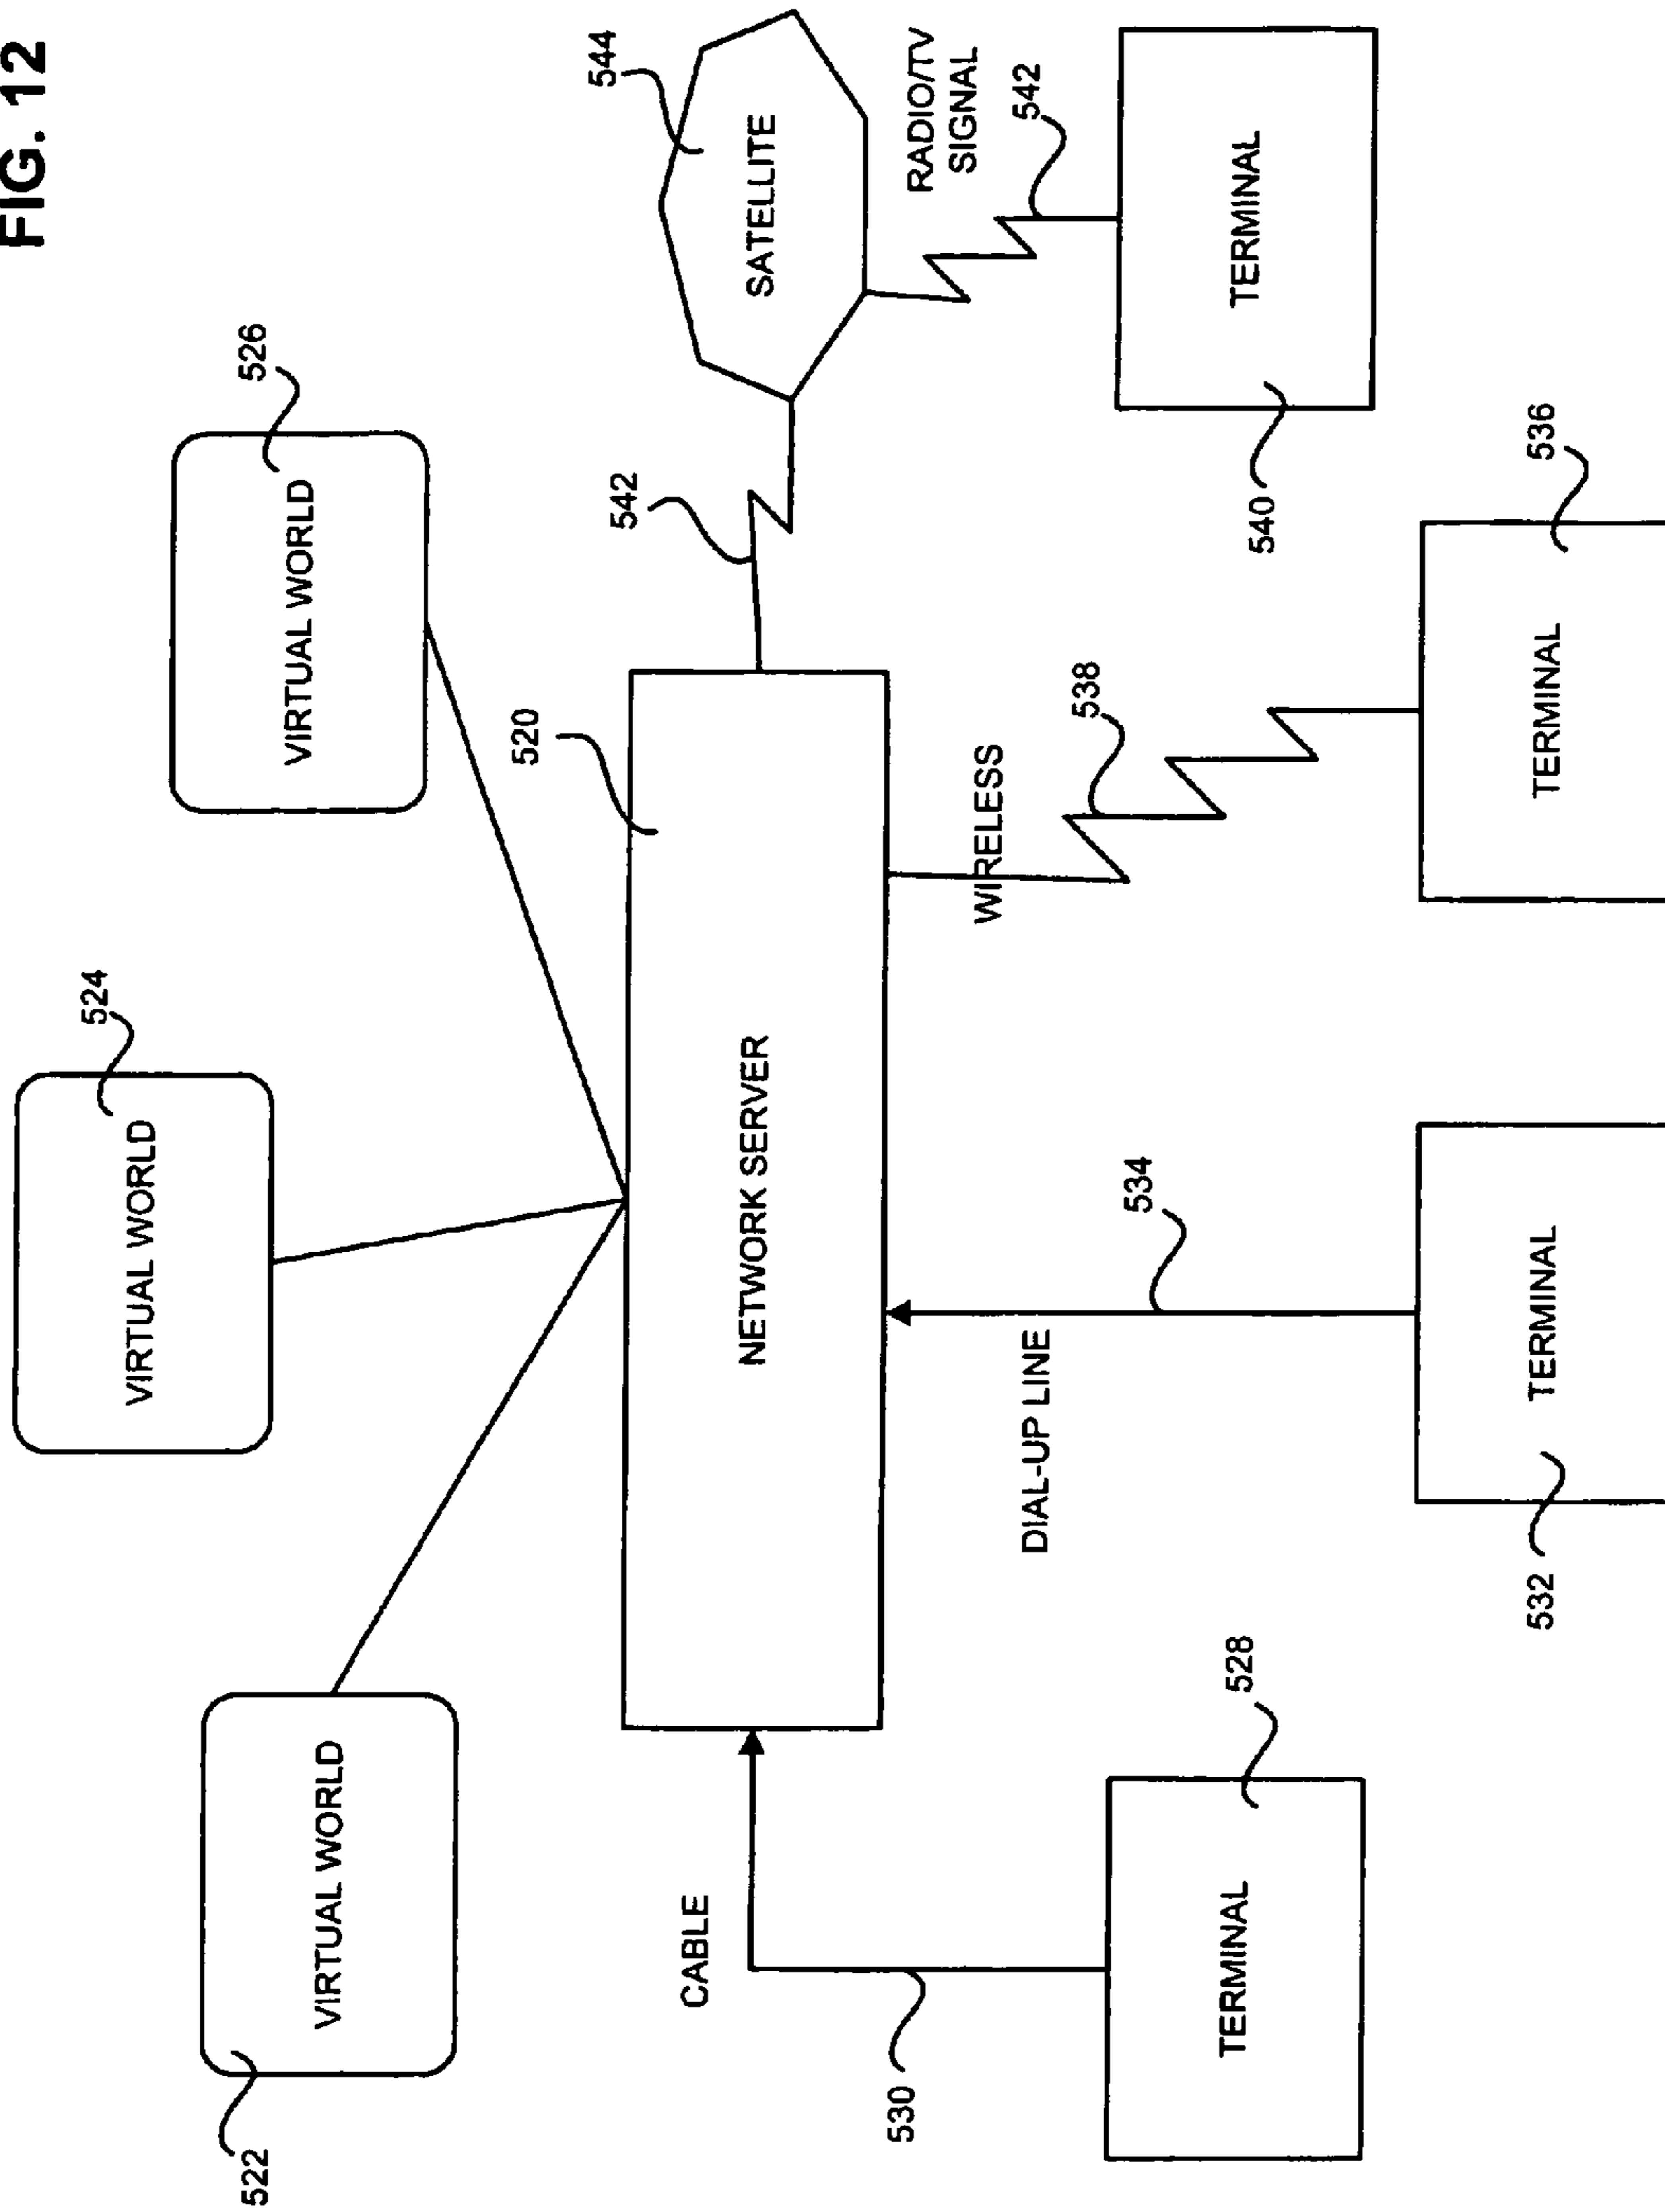 FIG. 12
524
VIRTUAL WORLD
526
VIRTUAL WORLD
522
VIRTUAL WORLD
520
NETWORK SERVER
542
544
SATELLITE
RADIO/TV
SIGNAL
542
CABLE
530
DIAL-UP LINE
534
WIRELESS
538
528
TERMINAL
540
TERMINAL
532
TERMINAL
536
TERMINAL